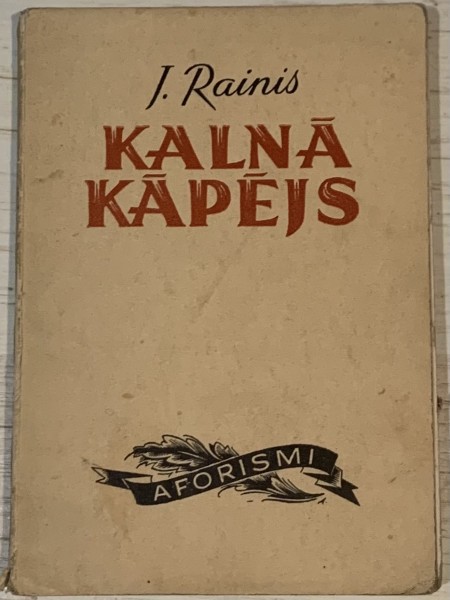 J. Rainis
KALNĀ
KĀPĒJS
AFORISMI